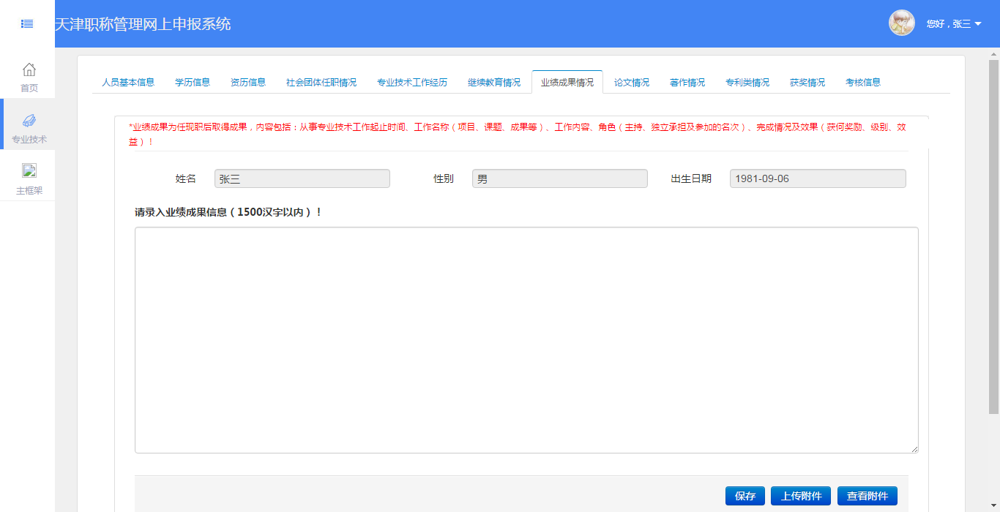 天津职称管理网上申报系统
您好，张三
首页
专业技术
主框架
人员基本信息 学历信息 资历信息 社会团体任职情况 专业技术工作经历 继续教育情况 业绩成果情况 论文情况 著作情况 专利类情况 获奖情况 考核信息
*业绩成果为任现职后取得成果，内容包括：从事专业技术工作起止时间、工作名称（项目、课题、成果等）、工作内容、角色（主持、独立承担及参加的名次）、完成情况及效果（获何奖励、级别、效
益）！
姓名 张三 性别 男 出生日期 1981-09-06
请录入业绩成果信息（1500汉字以内）！
保存 上传附件 查看附件